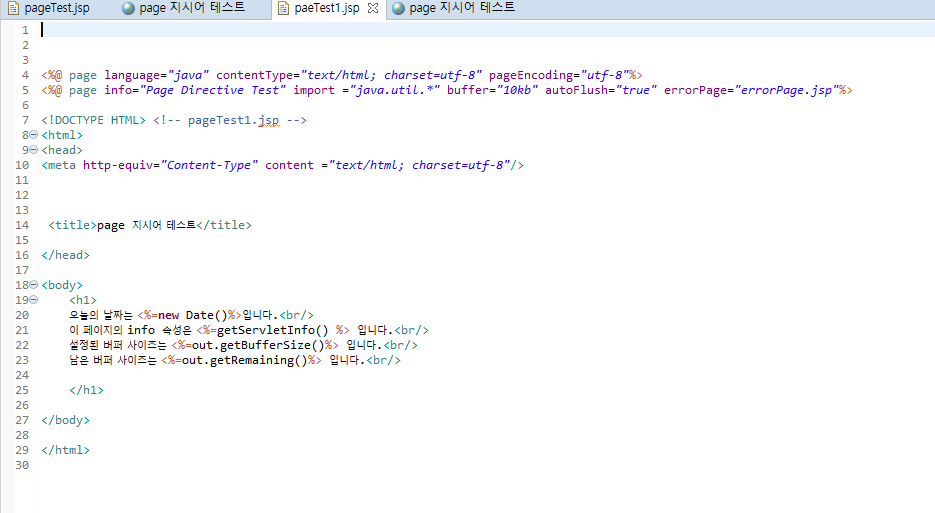 pageTest.jsp page 지시어 테스트 paeTest1.jsp page 지시어 테스트
1
2
3
4 <%@ page language="java" contentType="text/html; charset=utf-8" pageEncoding="utf-8"%>
5 <%@ page info="Page Directive Test" import ="java.util.*" buffer="10kb" autoFlush="true" errorPage="errorPage.jsp"%>
6
7 <!DOCTYPE HTML> <!-- pageTest1.jsp -->
8 <html>
9 <head>
10 <meta http-equiv="Content-Type" content ="text/html; charset=utf-8"/>
11
12
13
14 <title>page 지시어 테스트</title>
15
16 </head>
17
18 <body>
19 <h1>
20 오늘의 날짜는 <%=new Date()%>입니다.<br/>
21 이 페이지의 info 속성은 <%=getServletInfo() %> 입니다.<br/>
22 설정된 버퍼 사이즈는 <%=out.getBufferSize()%> 입니다.<br/>
23 남은 버퍼 사이즈는 <%=out.getRemaining()%> 입니다.<br/>
24
25 </h1>
26
27 </body>
28
29 </html>
30